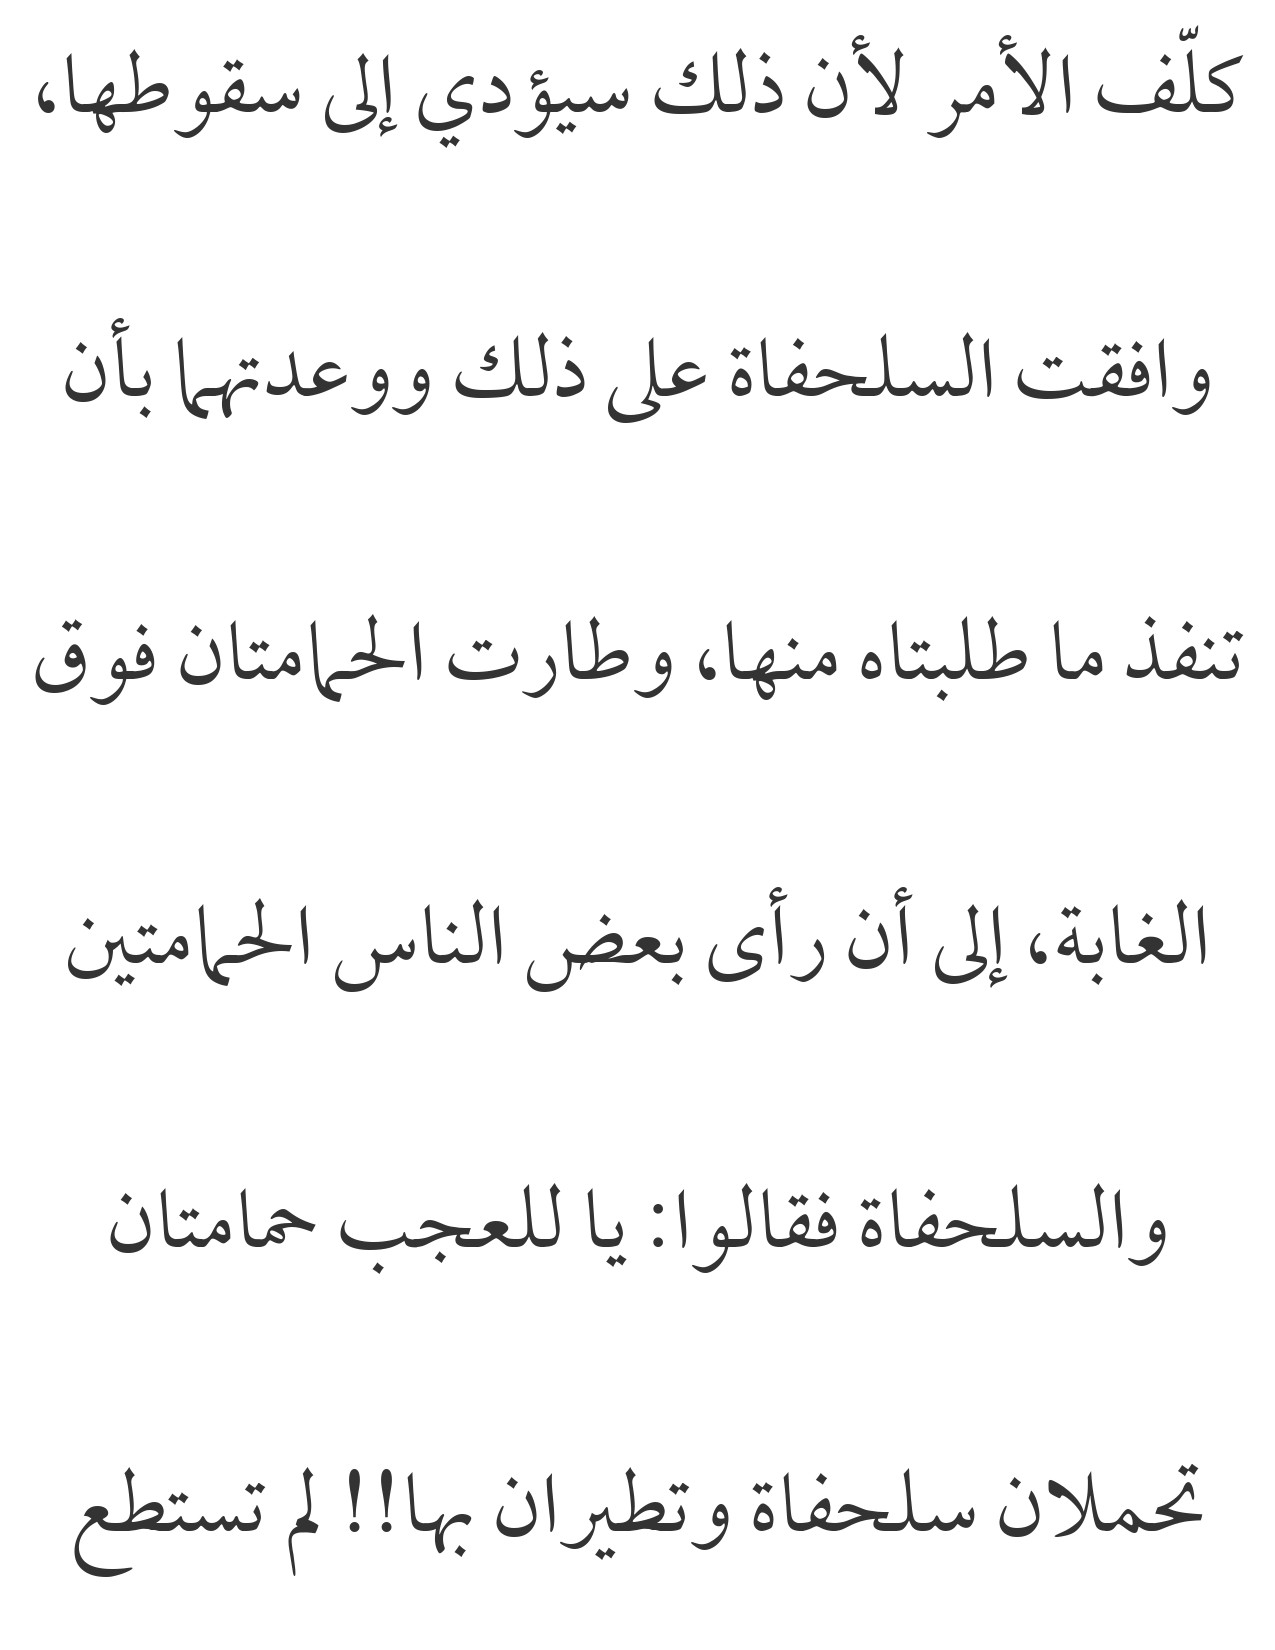 كلّف الأمر لأن ذلك سيؤدي إلى سقوطها،
وافقت السلحفاة على ذلك ووعدتهما بأن
تنفذ ما طلبتاه منها، وطارت الحمامتان فوق
الغابة، إلى أن رأى بعض الناس الحمامتين
والسلحفاة فقالوا: يا للعجب حمامتان
تحملان سلحفاة وتطيران بها!! لم تستطع